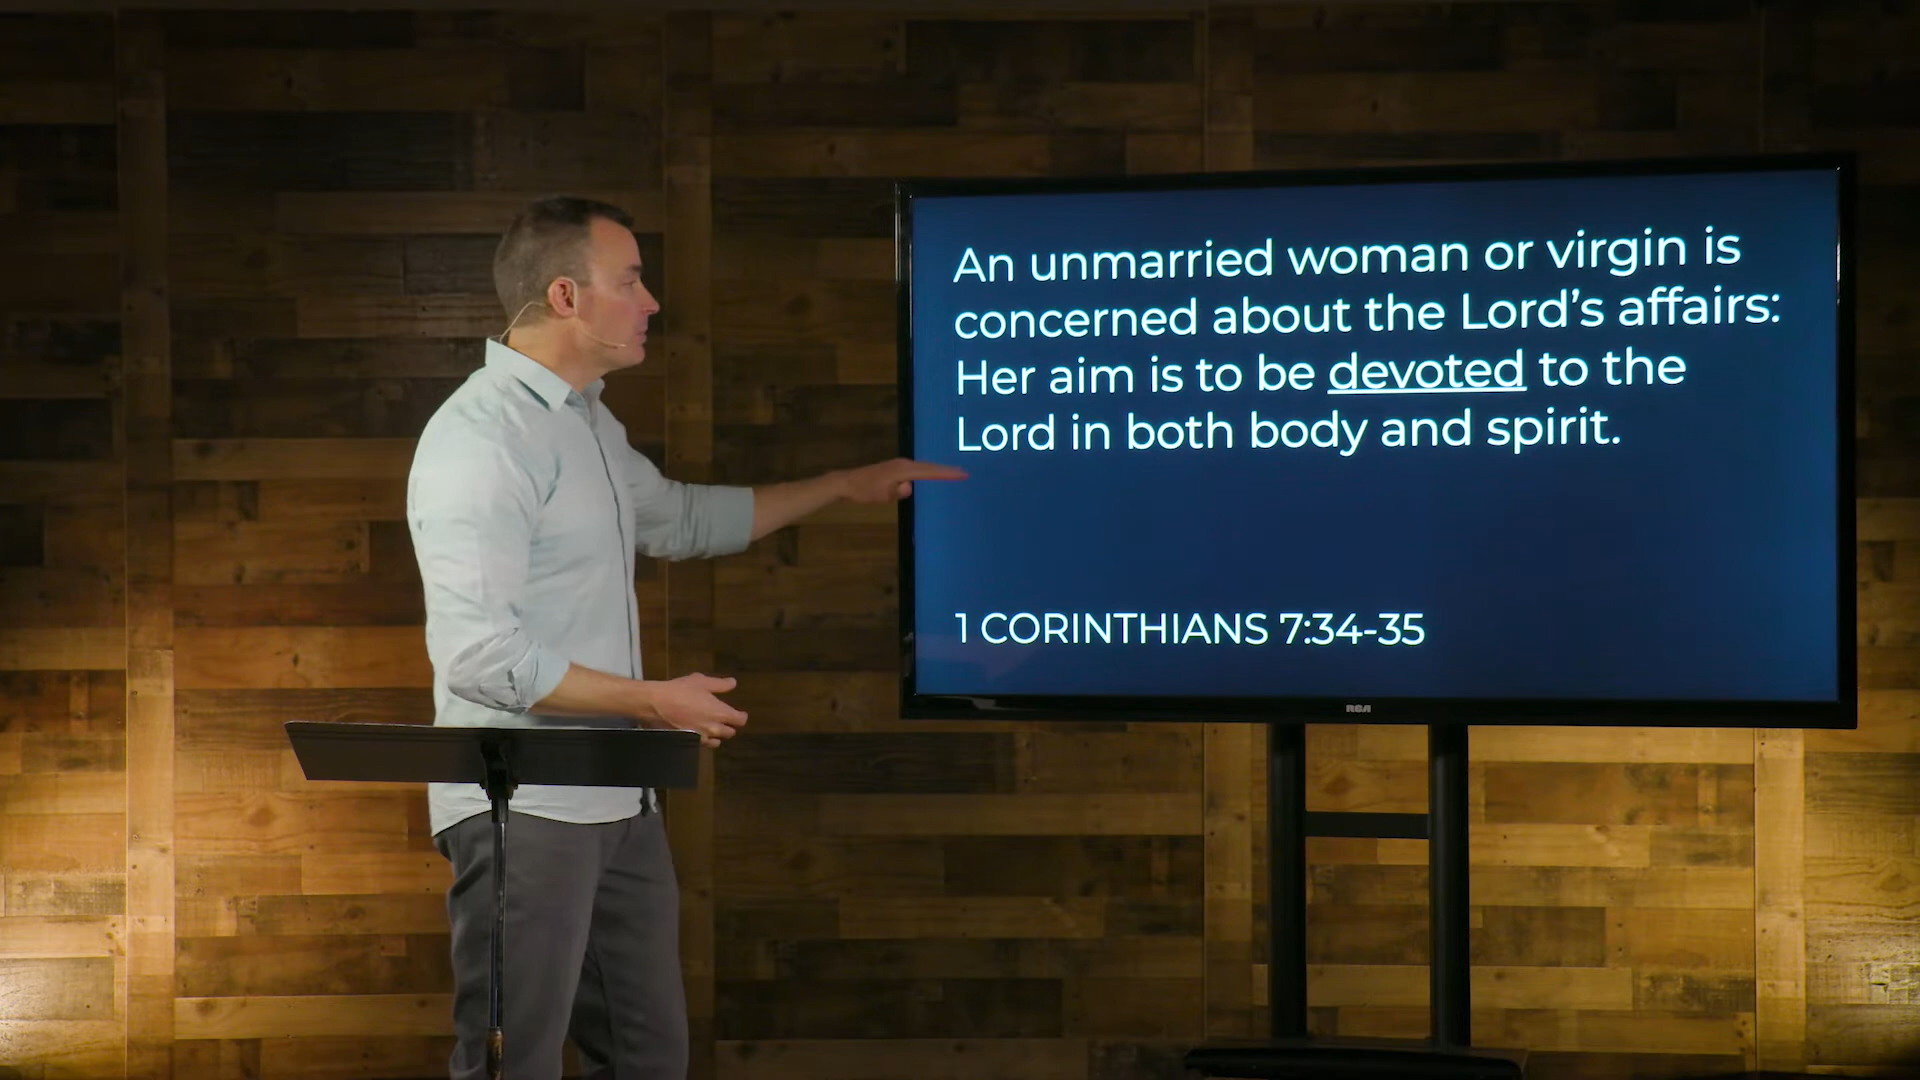 An unmarried woman or virgin is
concerned about the Lord’s affairs:
Her aim is to be devoted to the
Lord in both body and spirit.
1 CORINTHIANS 7:34-35
RCA